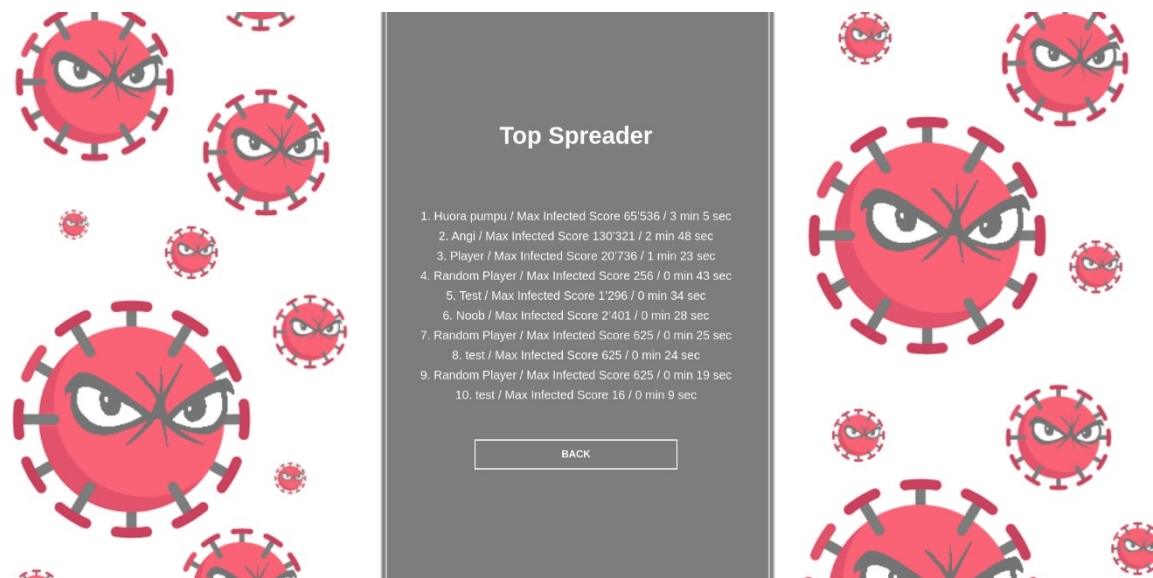 Top Spreader
1. Huora pumpu / Max Infected Score 65'536 / 3 min 5 sec
2. Angi / Max Infected Score 130'321 / 2 min 48 sec
3. Player / Max Infected Score 20'736 / 1 min 23 sec
4. Random Player / Max Infected Score 256 / 0 min 43 sec
5. Test / Max Infected Score 1'296 / 0 min 34 sec
6. Noob / Max Infected Score 2'401 / 0 min 28 sec
7. Random Player / Max Infected Score 625 / 0 min 25 sec
8. test / Max Infected Score 625 / 0 min 24 sec
9. Random Player / Max Infected Score 625 / 0 min 19 sec
10. test / Max Infected Score 16 / 0 min 9 sec
BACK